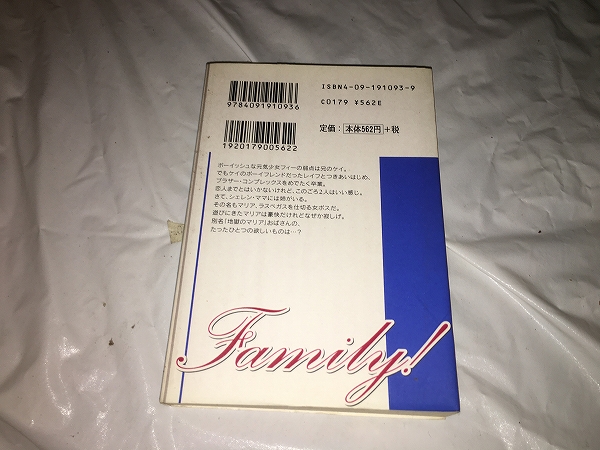 9784091910936
ISBN4-09-191093-9
C0179 ¥562E
1920179005622
定価:本体562円+税
ボーイッシュな元気少女フィーの弱点は兄のケイ。
でもケイのボーイフレンドだったレイフとつきあいはじめ、
ブラザー・コンプレックスをめでたく卒業。
恋人まではといかないけれど、このごろ2人はいい感じ。
さて、シェレン・ママには姉がいる。
その名もマリア、ラスベガスを仕切る女ボスだ。
遊びにきたマリアは豪快だけれどなぜか寂しげ。
別名「地獄のマリア」おばさんの、
たったひとつの欲しいものは…?
Family!